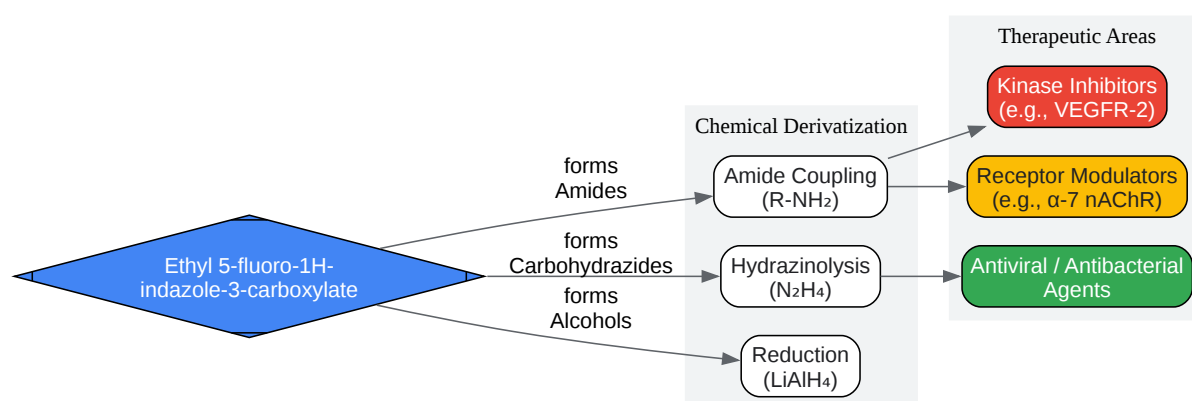 Therapeutic Areas
Kinase Inhibitors
(e.g., VEGFR-2)
Chemical Derivatization
forms
Amides
Amide Coupling
(R-NH₂)
Receptor Modulators
(e.g., α-7 nAChR)
Ethyl 5-fluoro-1H-
indazole-3-carboxylate
forms
Carbohydrazides
Hydrazinolysis
(N₂H₄)
Antiviral / Antibacterial
Agents
forms
Alcohols
Reduction
(LiAlH₄)